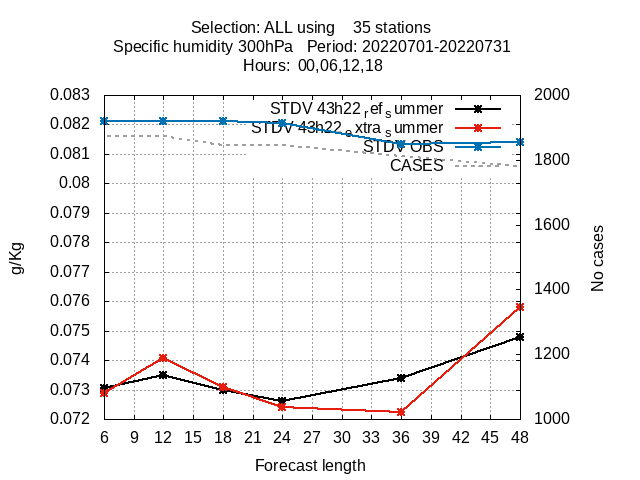 Selection: ALL using    35 stations
Specific humidity 300hPa   Period: 20220701-20220731
Hours: 00,06,12,18
STDV 43h22_ref_summer
STDV 43h22_extra_summer
STDV OBS
CASES
0.083
0.082
0.081
0.08
0.079
0.078
0.077
0.076
0.075
0.074
0.073
0.072
g/Kg
2000
1800
1600
1400
1200
1000
No cases
6 9 12 15 18 21 24 27 30 33 36 39 42 45 48
Forecast length